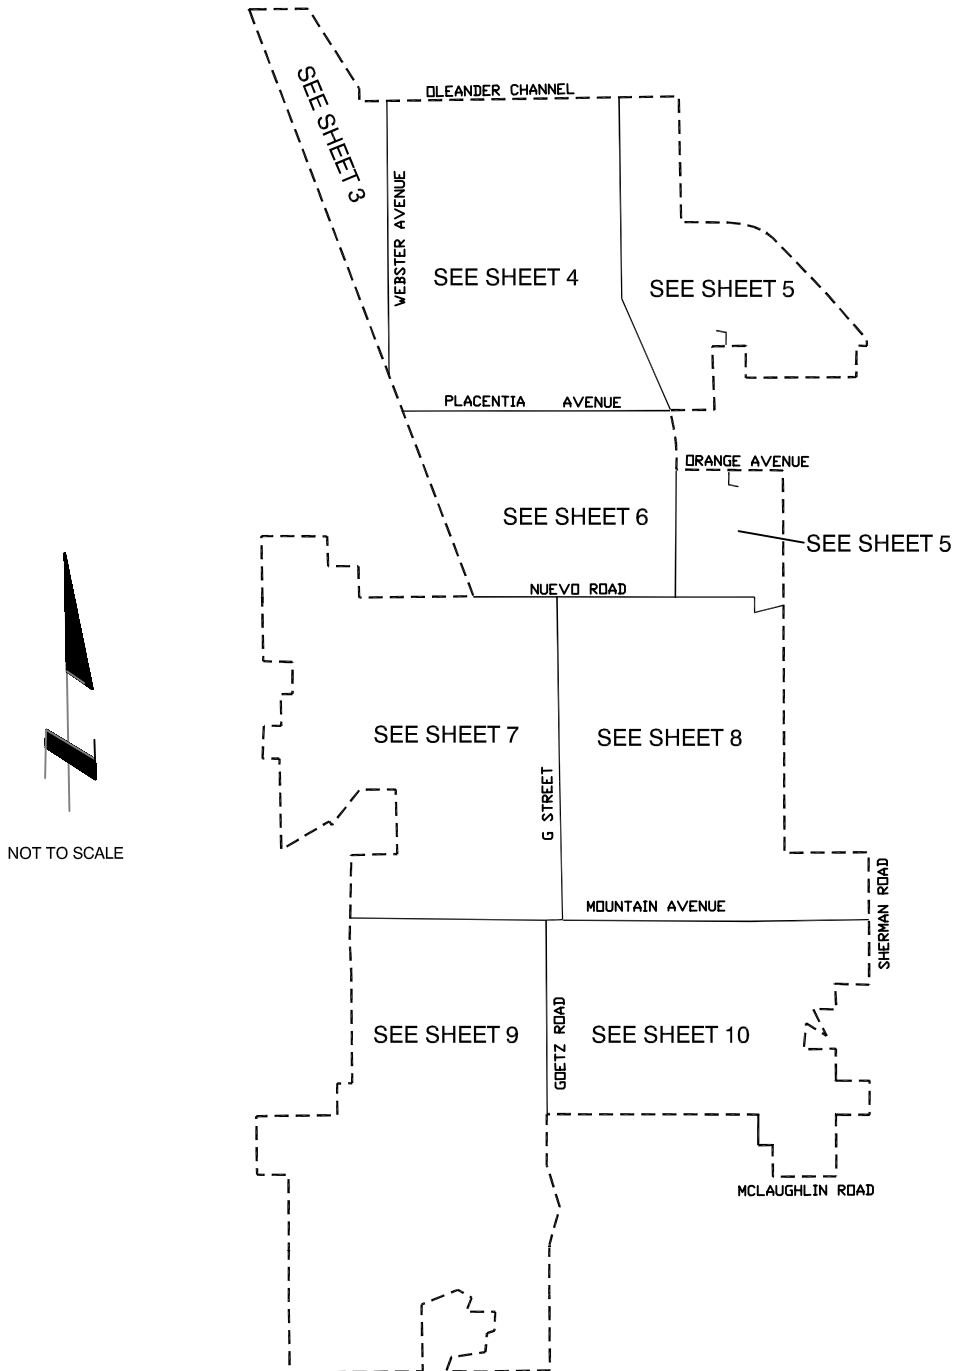 OLEANDER CHANNEL
SEE SHEET 3
WEBSTER AVENUE
SEE SHEET 4
SEE SHEET 5
PLACENTIA AVENUE
ORANGE AVENUE
SEE SHEET 6
SEE SHEET 5
NUEVO ROAD
SEE SHEET 7
SEE SHEET 8
G STREET
NOT TO SCALE
MOUNTAIN AVENUE
SHERMAN ROAD
SEE SHEET 9
GOETZ ROAD
SEE SHEET 10
MCLAUGHLIN ROAD